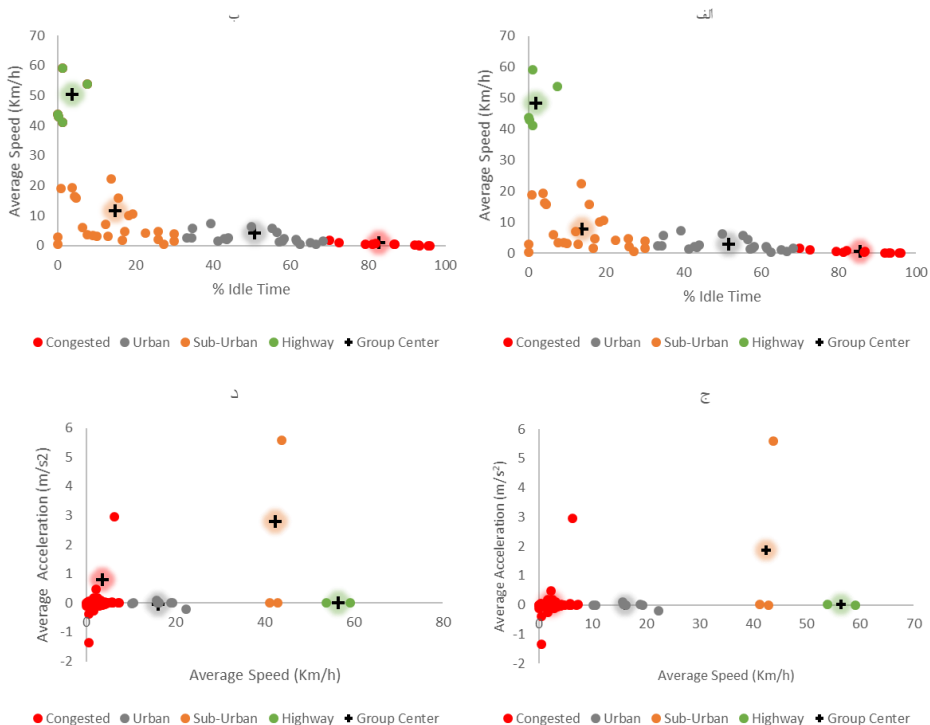 ب
Average Speed (Km/h)
70
60
50
40
30
20
10
0
0 20 40 60 80 100
% Idle Time
Congested Urban Sub-Urban Highway Group Center
الف
Average Speed (Km/h)
70
60
50
40
30
20
10
0
0 20 40 60 80 100
% Idle Time
Congested Urban Sub-Urban Highway Group Center
د
Average Acceleration (m/s2)
6
5
4
3
2
1
0
-1
-2
0 20 40 60 80
Average Speed (Km/h)
Congested Urban Sub-Urban Highway Group Center
ج
Average Acceleration (m/s²)
6
5
4
3
2
1
0
-1
-2
0 10 20 30 40 50 60 70
Average Speed (Km/h)
Congested Urban Sub-Urban Highway Group Center